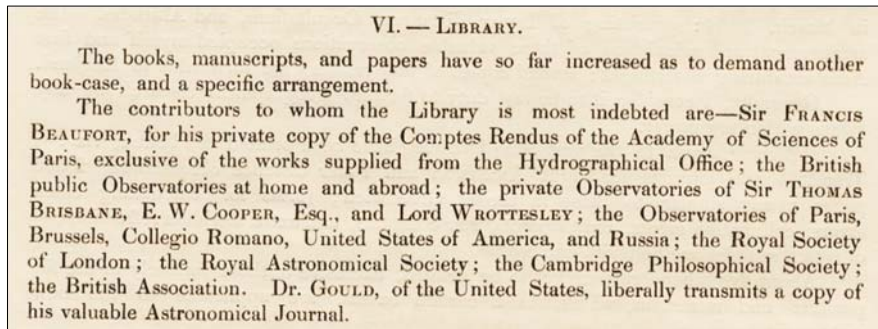 VI. — LIBRARY.
The books, manuscripts, and papers have so far increased as to demand another
book-case, and a specific arrangement.
The contributors to whom the Library is most indebted are—Sir FRANCIS
BEAUFORT, for his private copy of the Comptes Rendus of the Academy of Sciences of
Paris, exclusive of the works supplied from the Hydrographical Office; the British
public Observatories at home and abroad; the private Observatories of Sir THOMAS
BRISBANE, E. W. COOPER, Esq., and Lord WROTTESLEY; the Observatories of Paris,
Brussels, Collegio Romano, United States of America, and Russia; the Royal Society
of London; the Royal Astronomical Society; the Cambridge Philosophical Society;
the British Association. Dr. GOULD, of the United States, liberally transmits a copy of
his valuable Astronomical Journal.